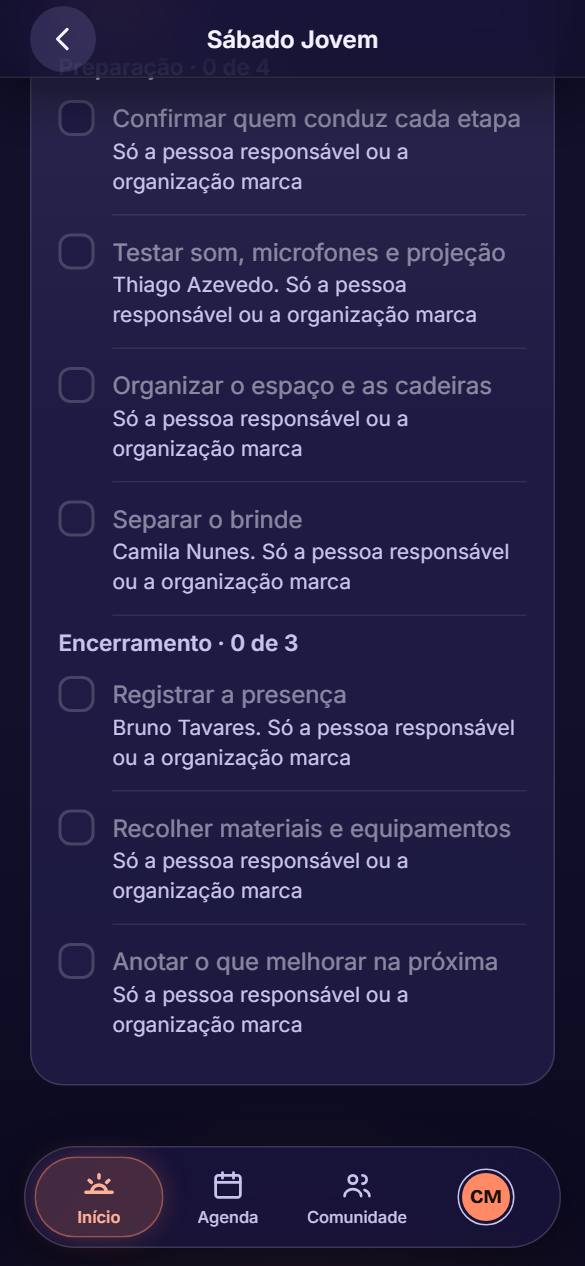 Sábado Jovem
Preparação · 0 de 4
Confirmar quem conduz cada etapa
Só a pessoa responsável ou a
organização marca
Testar som, microfones e projeção
Thiago Azevedo. Só a pessoa
responsável ou a organização marca
Organizar o espaço e as cadeiras
Só a pessoa responsável ou a
organização marca
Separar o brinde
Camila Nunes. Só a pessoa responsável
ou a organização marca
Encerramento · 0 de 3
Registrar a presença
Bruno Tavares. Só a pessoa responsável
ou a organização marca
Recolher materiais e equipamentos
Só a pessoa responsável ou a
organização marca
Anotar o que melhorar na próxima
Só a pessoa responsável ou a
organização marca
Início
Agenda
Comunidade
CM